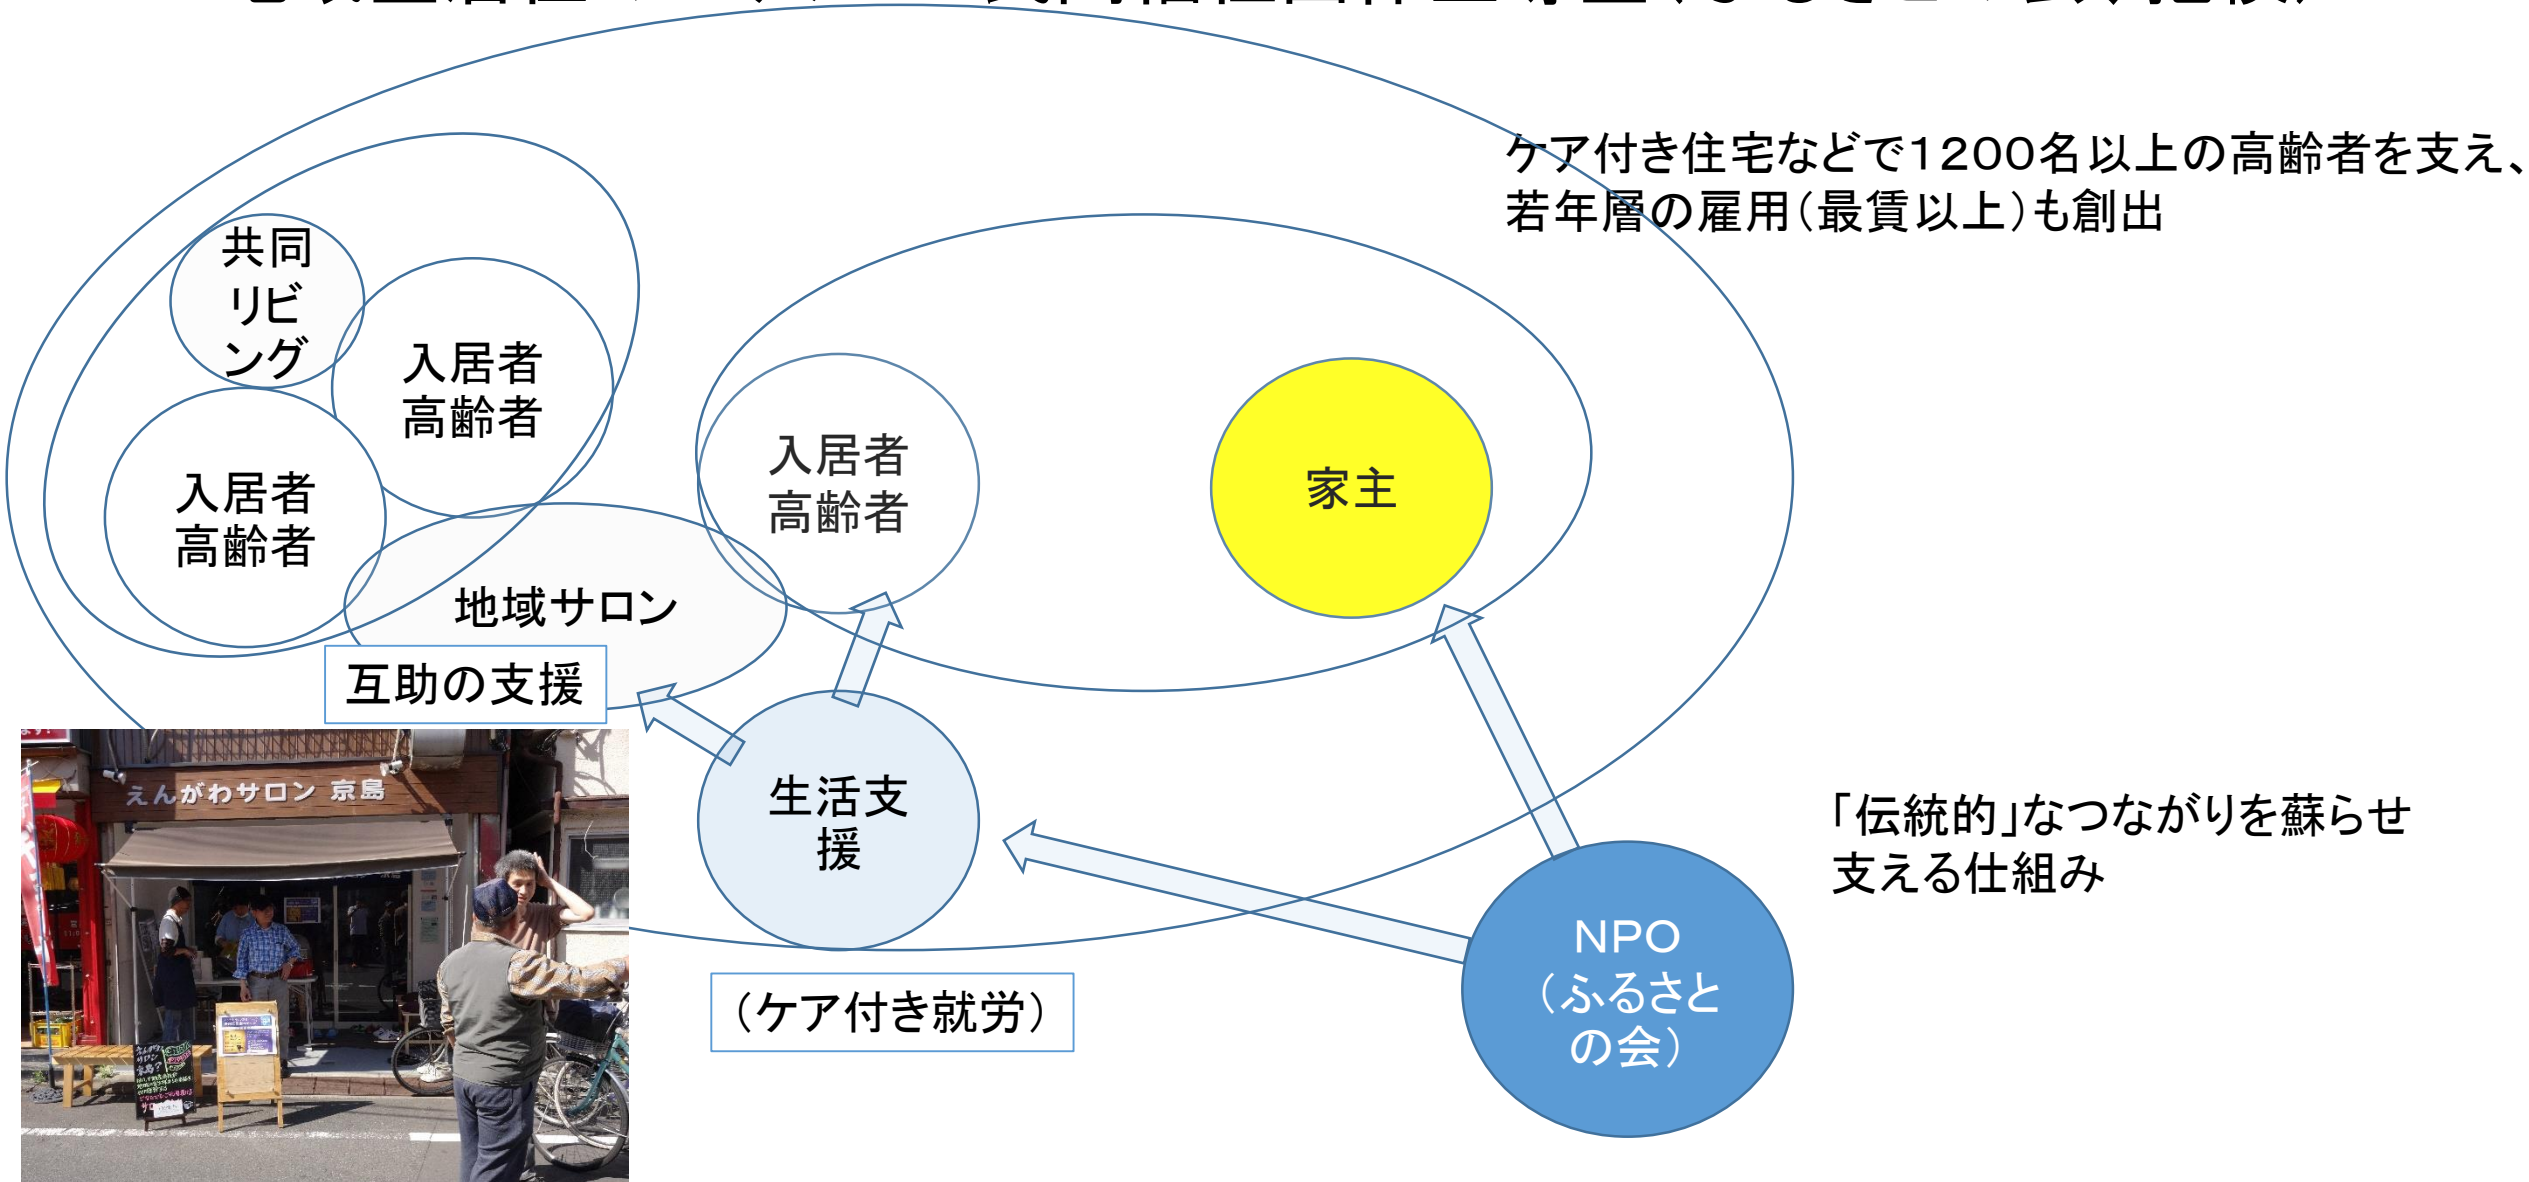 ケア付き住宅などで1200名以上の高齢者を支え、
若年層の雇用(最賃以上)も創出
共同
リビ
ング
入居者
高齢者
入居者
高齢者
入居者
高齢者
家主
地域サロン
互助の支援
生活支
援
(ケア付き就労)
「伝統的」なつながりを蘇らせ
支える仕組み
NPO
(ふるさと
の会)
えんがわサロン 京島